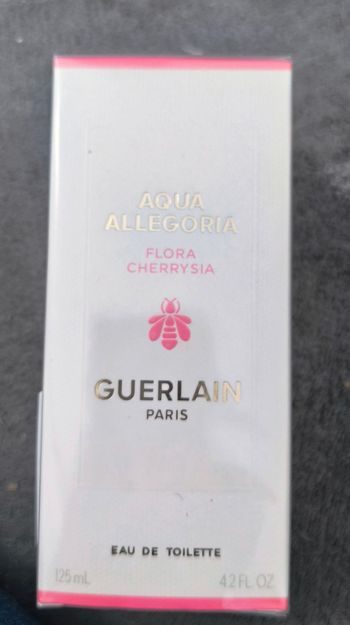 AQUA
ALLEGORIA
FLORA
CHERRYSIA
GUERLAIN
PARIS
EAU DE TOILETTE
125 mL 4.2 FL. OZ.